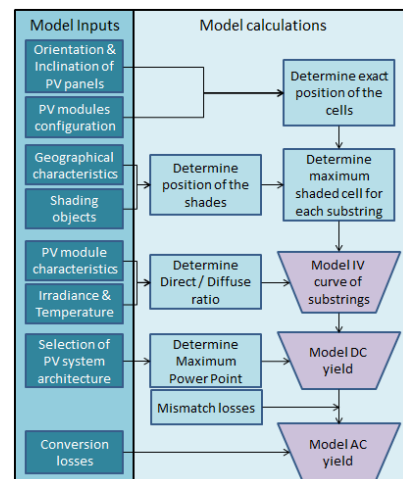 Model Inputs
Model calculations
Orientation &
Inclination of
PV panels
PV modules
configuration
Determine exact
position of the
cells
Geographical
characteristics
Shading
objects
Determine
position of the
shades
Determine
maximum
shaded cell for
each substring
PV module
characteristics
Irradiance &
Temperature
Determine
Direct / Diffuse
ratio
Model IV
curve of
substrings
Selection of
PV system
architecture
Determine
Maximum
Power Point
Model DC
yield
Mismatch losses
Conversion
losses
Model AC
yield